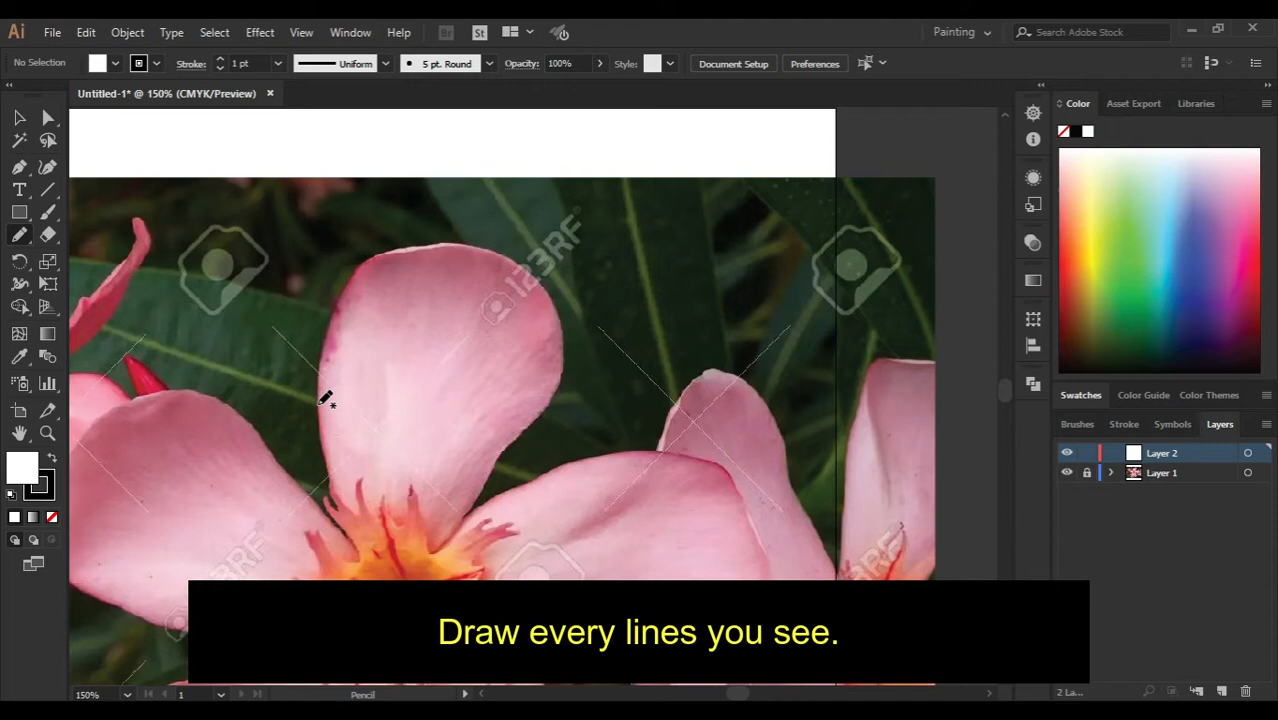 Ai File Edit Object Type Select Effect View Window Help Br St Painting Search Adobe Stock
No Selection Stroke: 1 pt Uniform 5 pt. Round Opacity: 100% Style: Document Setup Preferences
Untitled-1* @ 150% (CMYK/Preview) ×
Color Asset Export Libraries
123RF
Swatches Color Guide Color Themes
Brushes Stroke Symbols Layers
Layer 2
Layer 1
Draw every lines you see.
150% 1 Pencil 2 La...